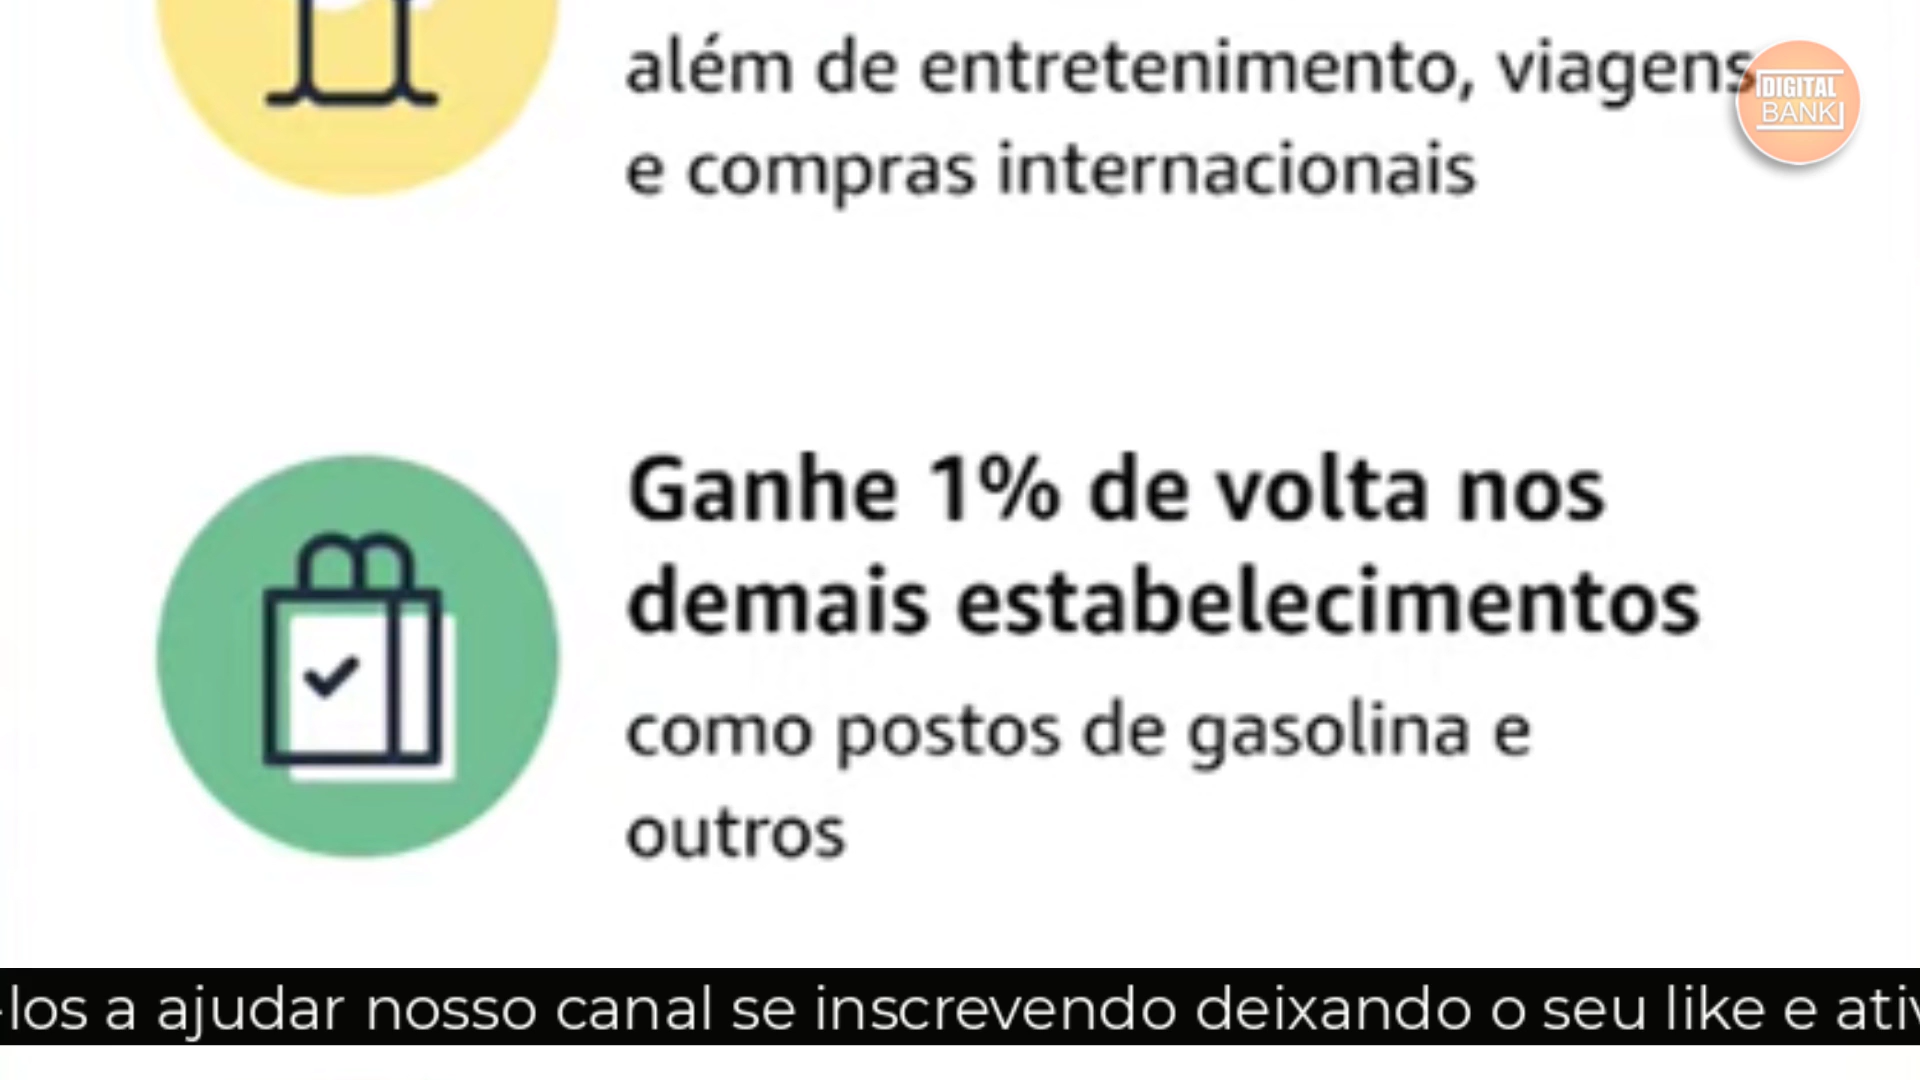 além de entretenimento, viagens
e compras internacionais
DIGITAL
BANK
Ganhe 1% de volta nos
demais estabelecimentos
como postos de gasolina e
outros
-los a ajudar nosso canal se inscrevendo deixando o seu like e ativ